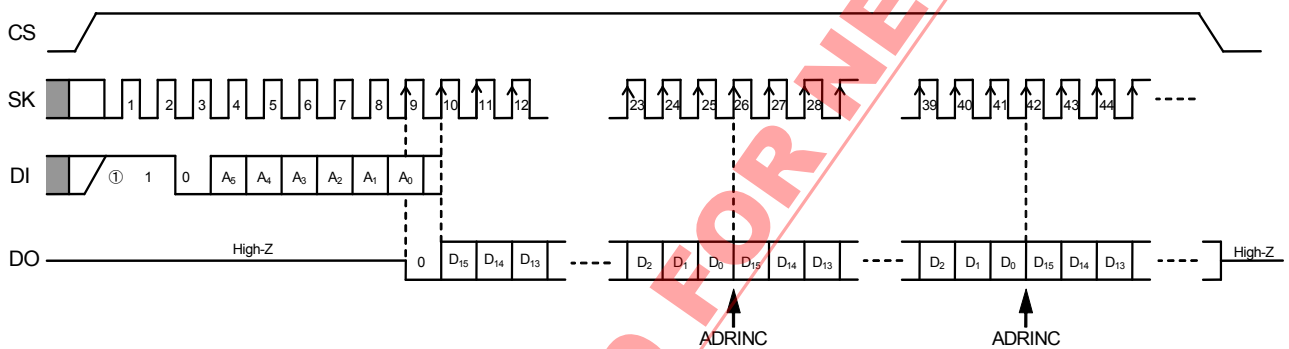 CS
SK 1 2 3 4 5 6 7 8 9 10 11 12 23 24 25 26 27 28 39 40 41 42 43 44
DI ① 1 0 A₅ A₄ A₃ A₂ A₁ A₀
DO High-Z 0 D₁₅ D₁₄ D₁₃ D₂ D₁ D₀ D₁₅ D₁₄ D₁₃ D₂ D₁ D₀ D₁₅ D₁₄ D₁₃ High-Z
ADRINC ADRINC
FOR NE